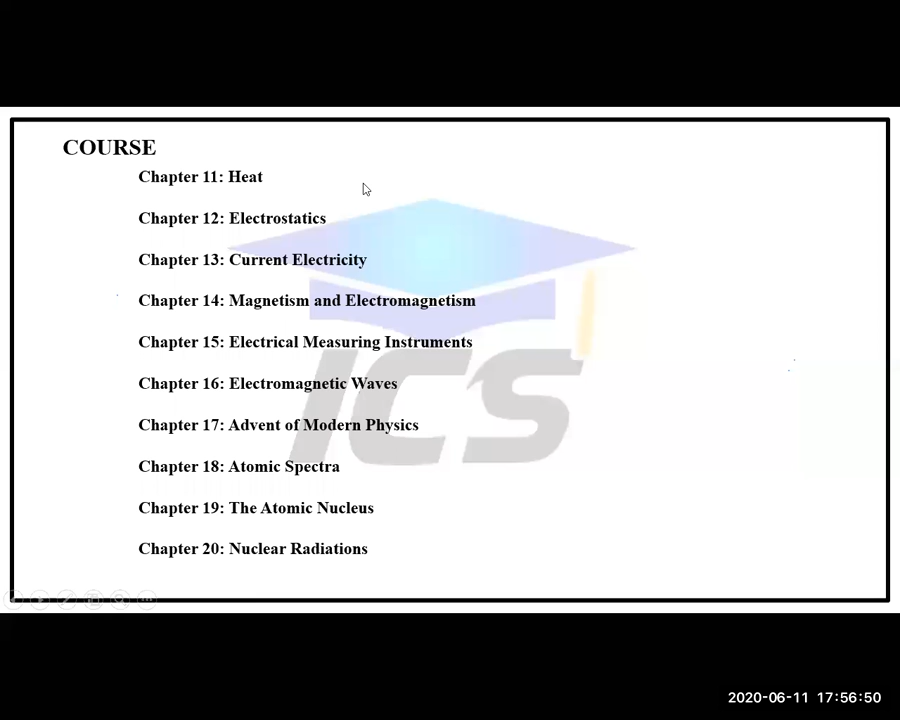 COURSE
Chapter 11: Heat
Chapter 12: Electrostatics
Chapter 13: Current Electricity
Chapter 14: Magnetism and Electromagnetism
Chapter 15: Electrical Measuring Instruments
Chapter 16: Electromagnetic Waves
Chapter 17: Advent of Modern Physics
Chapter 18: Atomic Spectra
Chapter 19: The Atomic Nucleus
Chapter 20: Nuclear Radiations
ICS
2020-06-11 17:56:50